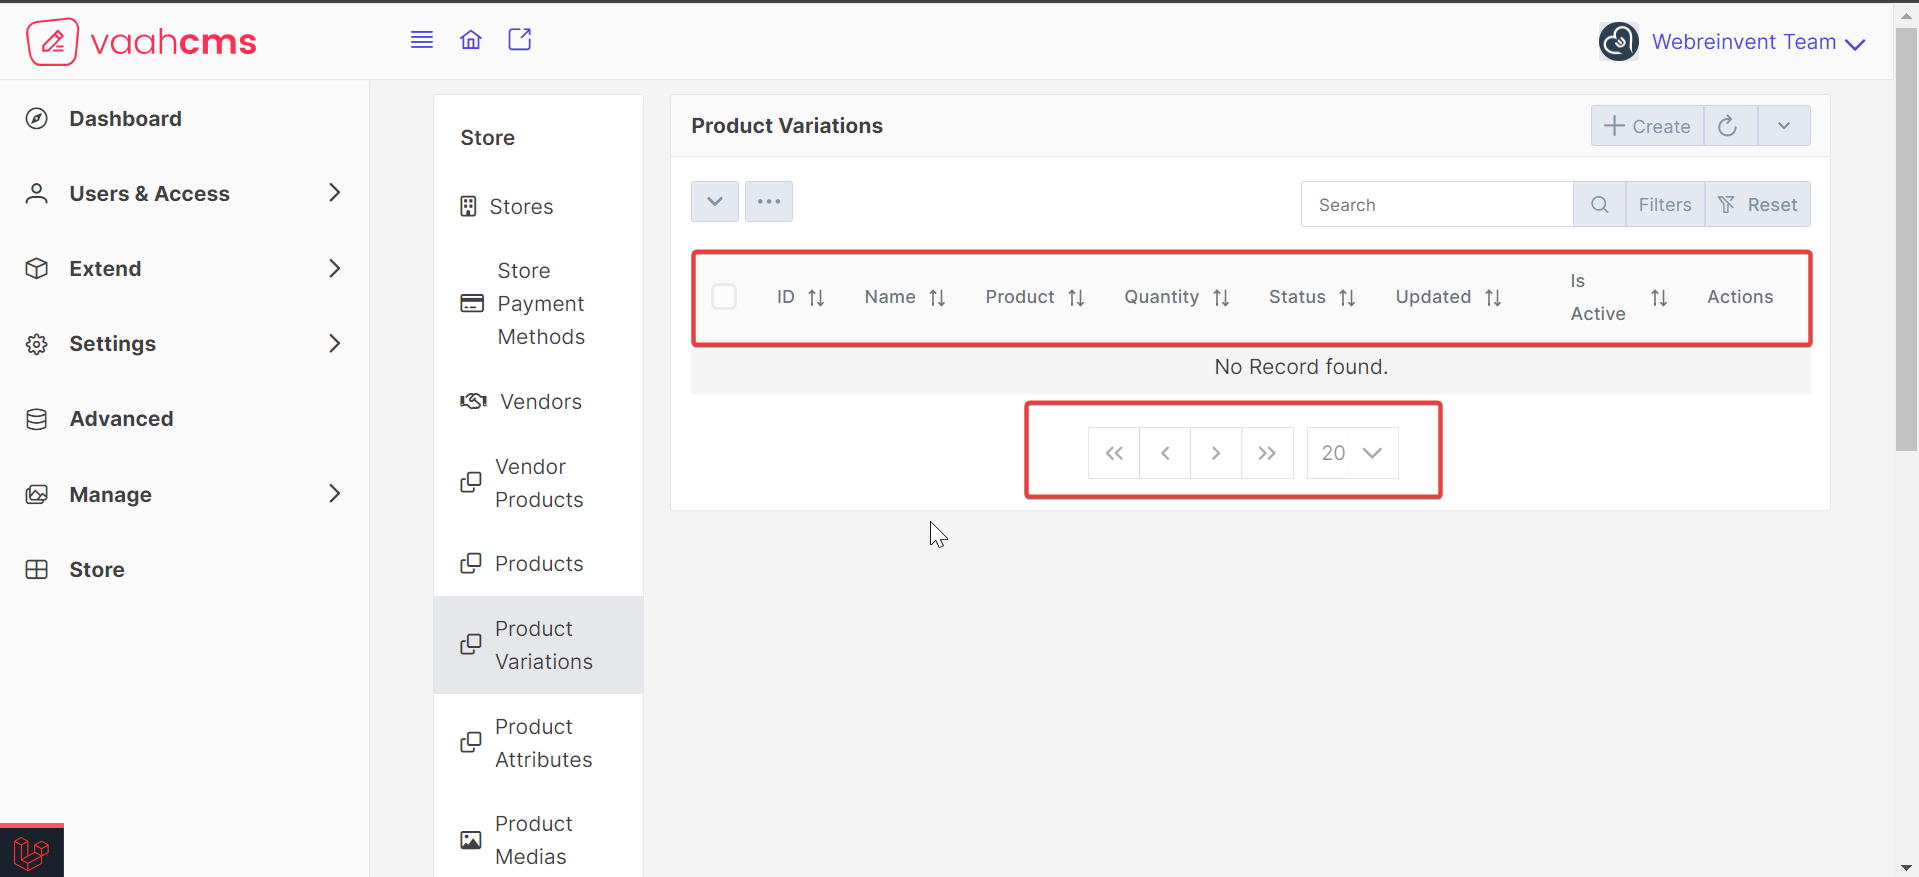 vaahcms
Webreinvent Team
Dashboard
Users & Access
Extend
Settings
Advanced
Manage
Store
Store
Stores
Store
Payment
Methods
Vendors
Vendor
Products
Products
Product
Variations
Product
Attributes
Product
Medias
Product Variations
Create
Search
Filters
Reset
ID
Name
Product
Quantity
Status
Updated
Is
Active
Actions
No Record found.
20